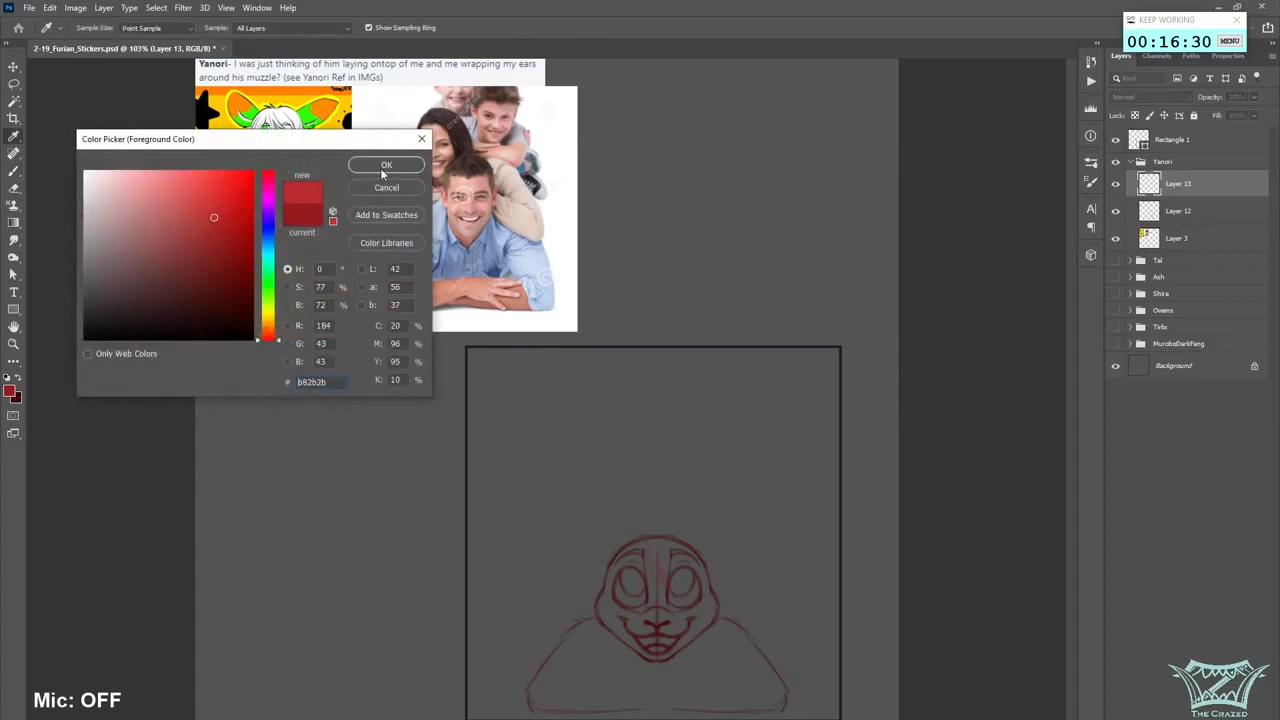 File Edit Image Layer Type Select Filter 3D View Window Help
Sample Size: Point Sample Sample: All Layers Show Sampling Ring
KEEP WORKING
00:16:30 MENU
2-19_Furian_Stickers.psd @ 103% (Layer 13, RGB/8) *
Yanori- I was just thinking of him laying ontop of me and me wrapping my ears
around his muzzle? (see Yanori Ref in IMGs)
Color Picker (Foreground Color)
new
current
OK
Cancel
Add to Swatches
Color Libraries
H: 0 °
S: 77 %
B: 72 %
R: 184
G: 43
B: 43
# b82b2b
L: 42
a: 56
b: 37
C: 20 %
M: 96 %
Y: 95 %
K: 10 %
Only Web Colors
Layers Channels Paths Properties
Kind
Normal Opacity: 100%
Lock: Fill: 100%
Rectangle 1
Yanori
Layer 13
Layer 12
Layer 3
Tal
Ash
Shira
Owens
Tirlix
MuroboDarkFang
Background
Mic: OFF
THE CRAZED